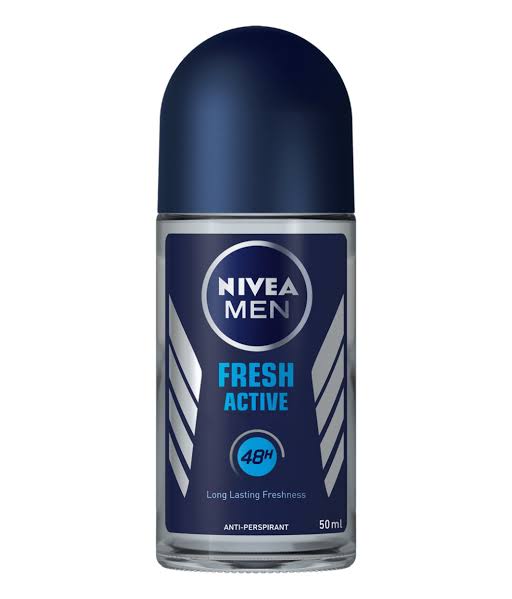 NIVEA
MEN
FRESH
ACTIVE
48H
Long Lasting Freshness
ANTI-PERSPIRANT
50ml